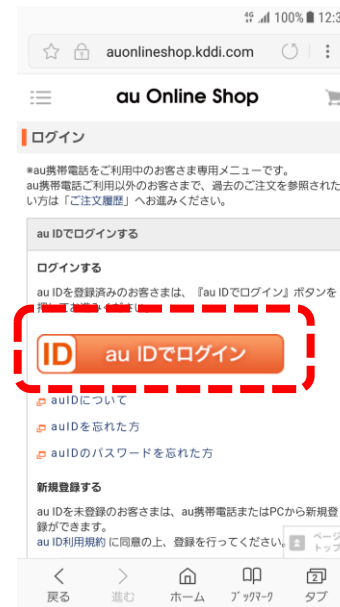 4G 100% 12:3
auonlineshop.kddi.com
au Online Shop
ログイン
※au携帯電話をご利用中のお客さま専用メニューです。
au携帯電話ご利用以外のお客さまで、過去のご注文を参照された
い方は「ご注文履歴」へお進みください。
au IDでログインする
ログインする
au IDを登録済みのお客さまは、『au IDでログイン』ボタンを
ID au IDでログイン
auIDについて
auIDを忘れた方
auIDのパスワードを忘れた方
新規登録する
au IDを未登録のお客さまは、au携帯電話またはPCから新規登
録ができます。
au ID利用規約 に同意の上、登録を行ってください。
ページ
トップ
戻る 進む ホーム ブックマーク タブ
2